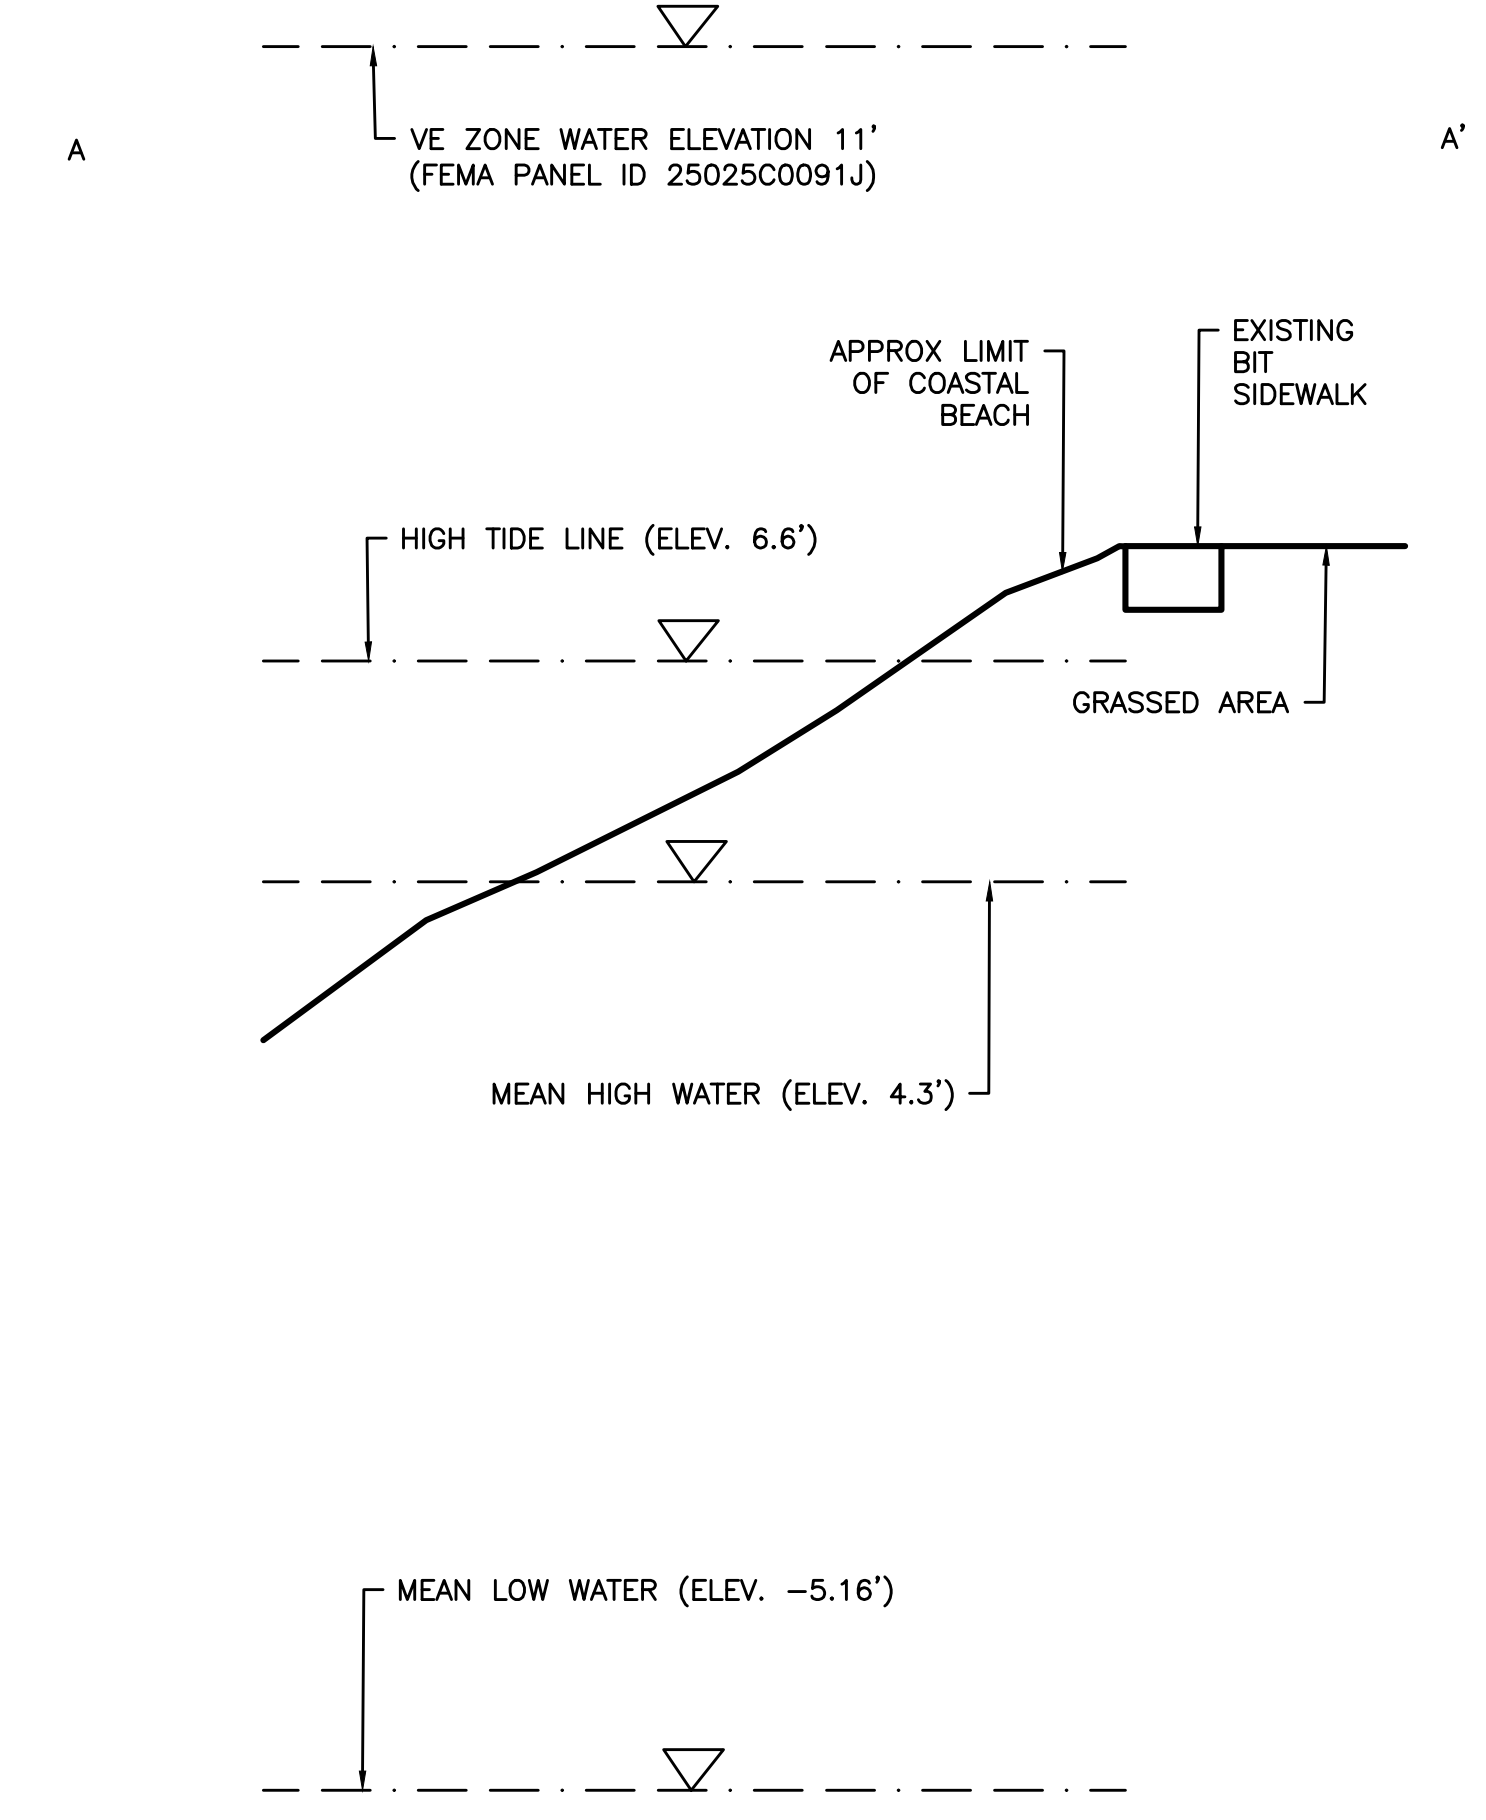 VE ZONE WATER ELEVATION 11'
(FEMA PANEL ID 25025C0091J)
A
A'
EXISTING
BIT
SIDEWALK
APPROX LIMIT
OF COASTAL
BEACH
HIGH TIDE LINE (ELEV. 6.6')
GRASSED AREA
MEAN HIGH WATER (ELEV. 4.3')
MEAN LOW WATER (ELEV. -5.16')